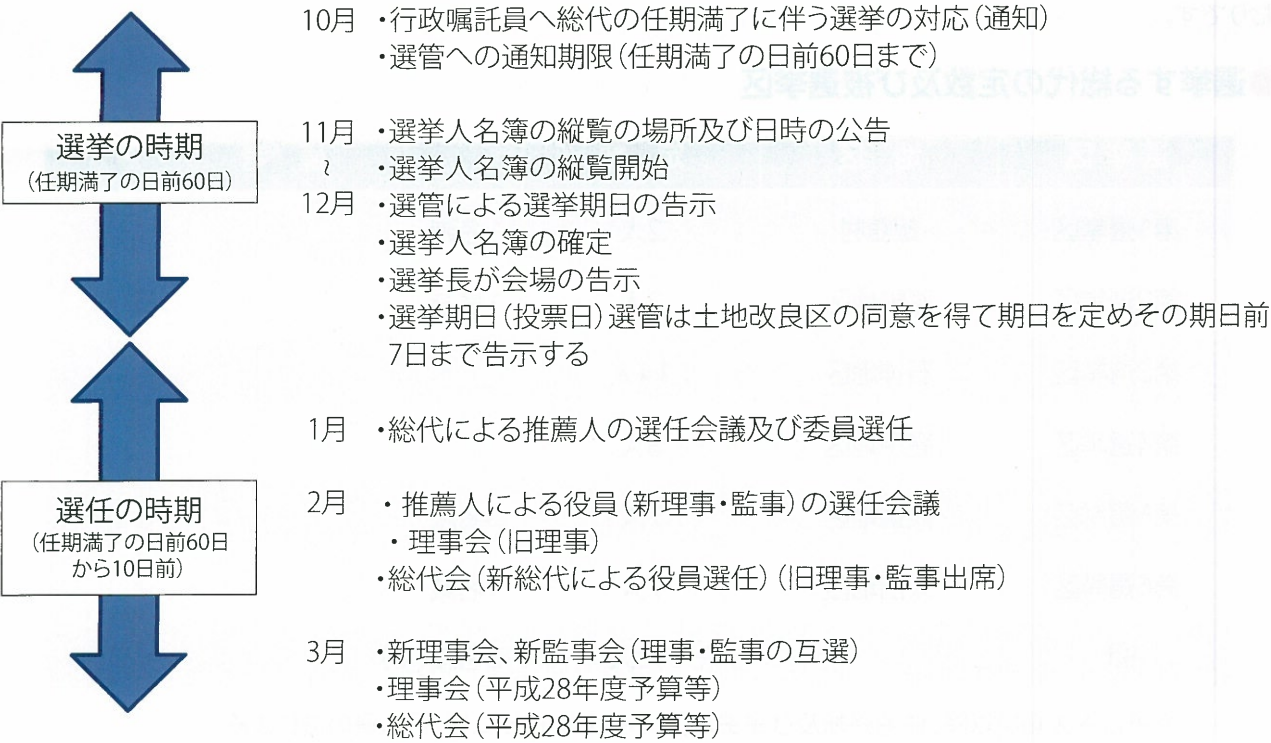 10月 ・行政嘱託員へ総代の任期満了に伴う選挙の対応(通知)
・選管への通知期限(任期満了の日前60日まで)
選挙の時期
(任期満了の日前60日)
11月 ・選挙人名簿の縦覧の場所及び日時の公告
~ ・選挙人名簿の縦覧開始
12月 ・選管による選挙期日の告示
・選挙人名簿の確定
・選挙長が会場の告示
・選挙期日(投票日)選管は土地改良区の同意を得て期日を定めその期日前
7日まで告示する
1月 ・総代による推薦人の選任会議及び委員選任
選任の時期
(任期満了の日前60日
から10日前)
2月 ・推薦人による役員(新理事・監事)の選任会議
・理事会(旧理事)
・総代会(新総代による役員選任)(旧理事・監事出席)
3月 ・新理事会、新監事会(理事・監事の互選)
・理事会(平成28年度予算等)
・総代会(平成28年度予算等)